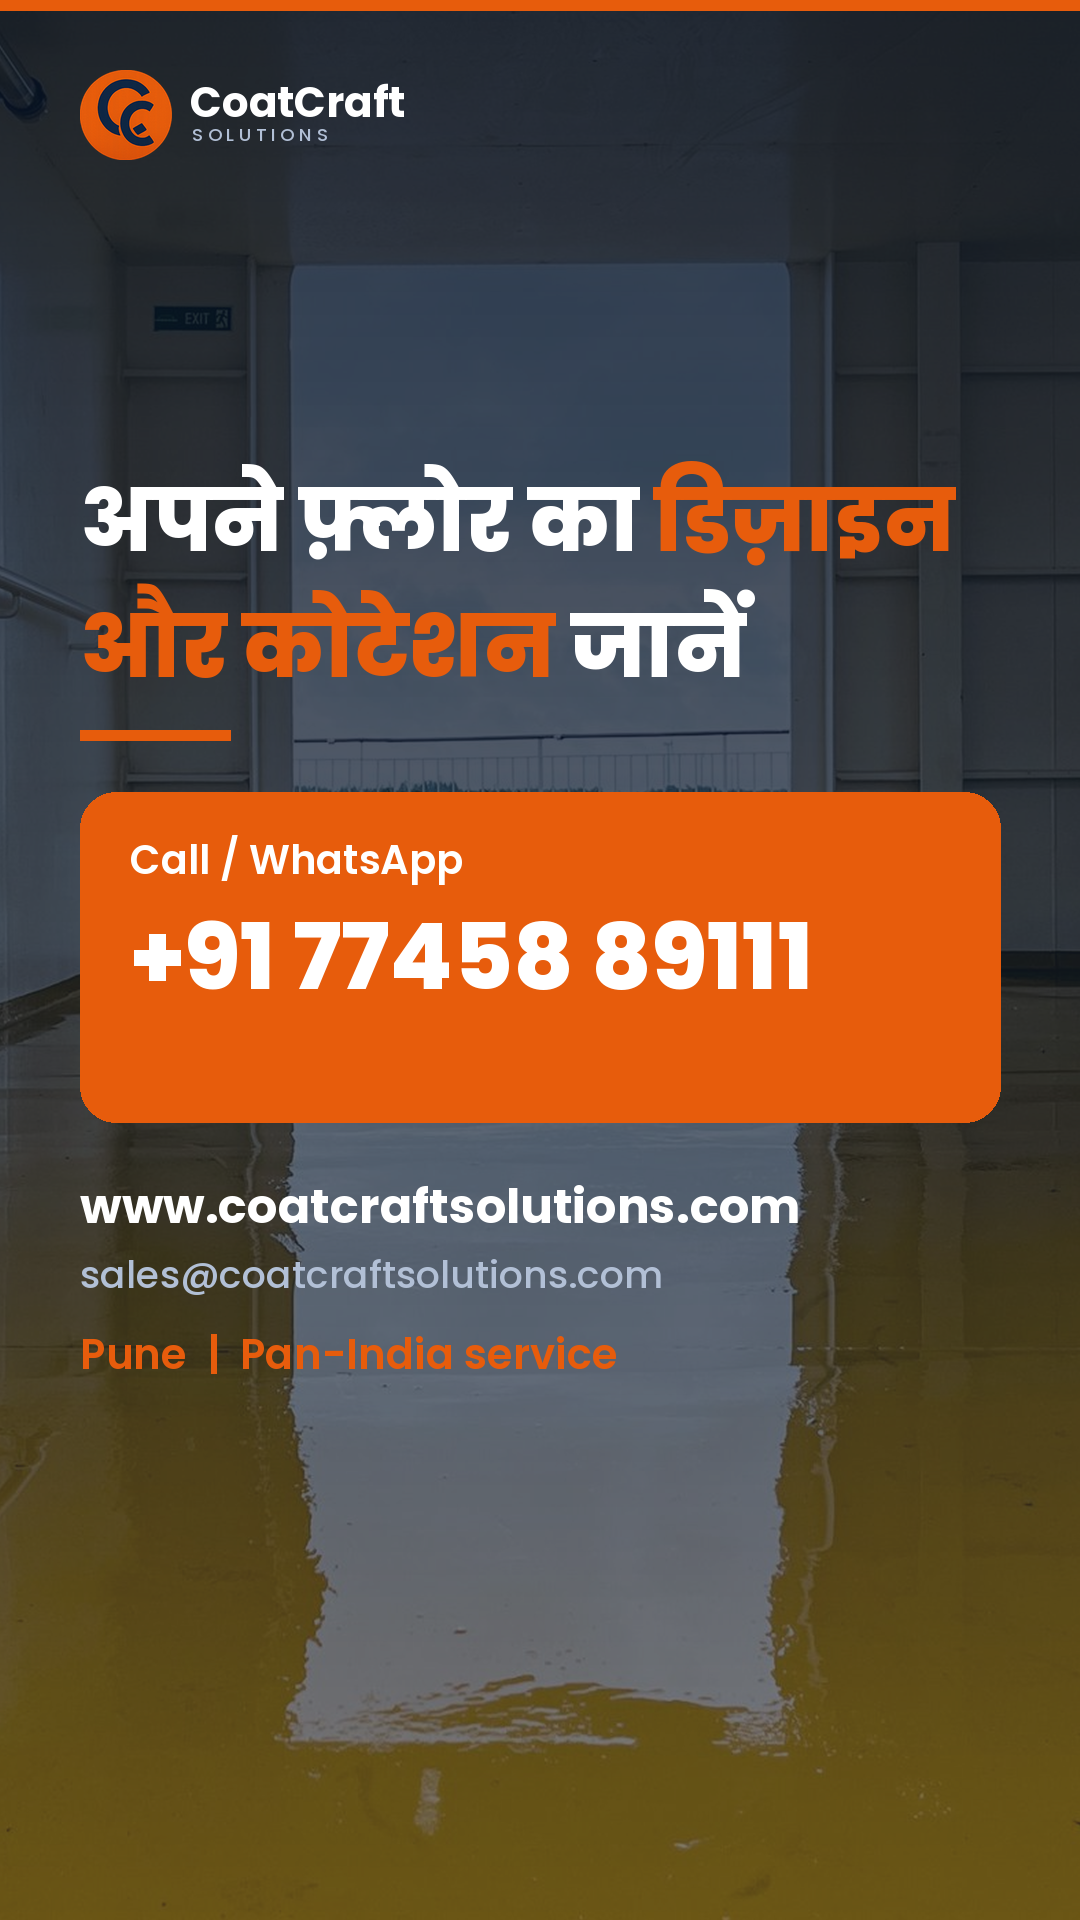 CoatCraft
SOLUTIONS
EXIT
अपने फ़्लोर का डिज़ाइन
और कोटेशन जानें
Call / WhatsApp
+91 77458 89111
www.coatcraftsolutions.com
sales@coatcraftsolutions.com
Pune | Pan-India service